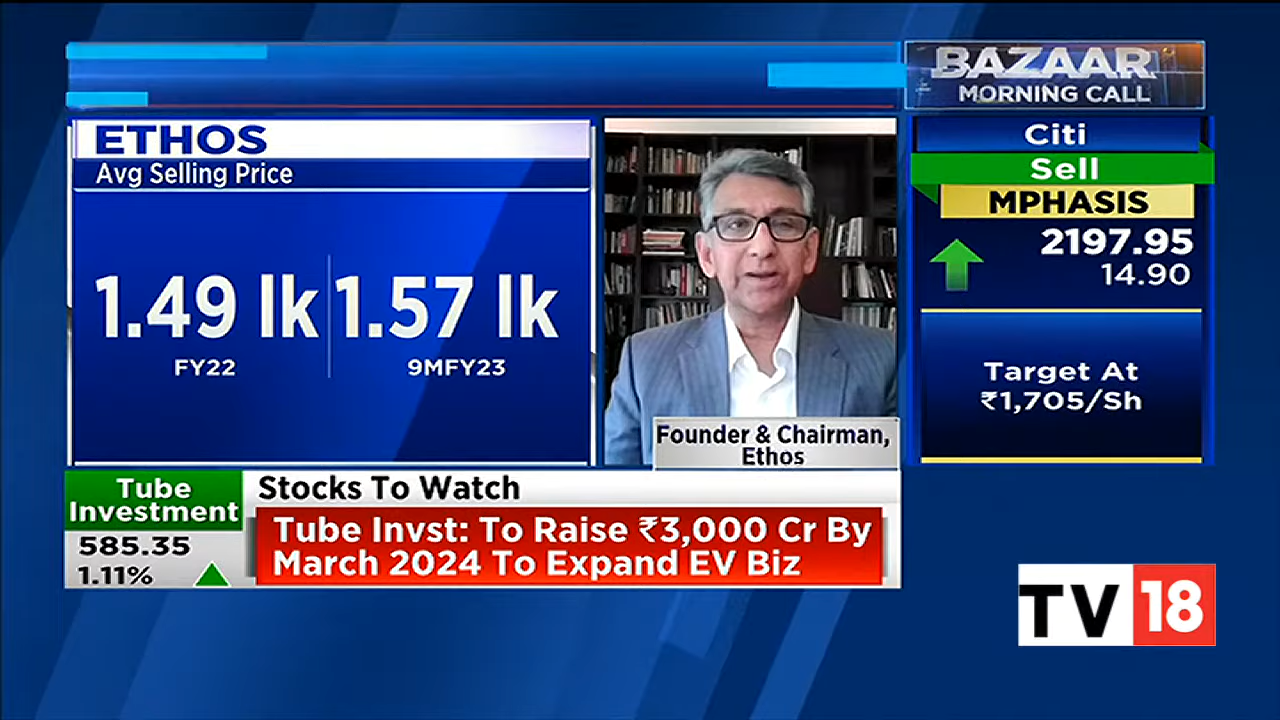 BAZAAR
MORNING CALL
ETHOS
Avg Selling Price
1.49 lk
FY22
1.57 lk
9MFY23
Founder & Chairman,
Ethos
Citi
Sell
MPHASIS
2197.95
14.90
Target At
₹1,705/Sh
Tube
Investment
585.35
1.11%
Stocks To Watch
Tube Invst: To Raise ₹3,000 Cr By
March 2024 To Expand EV Biz
TV18